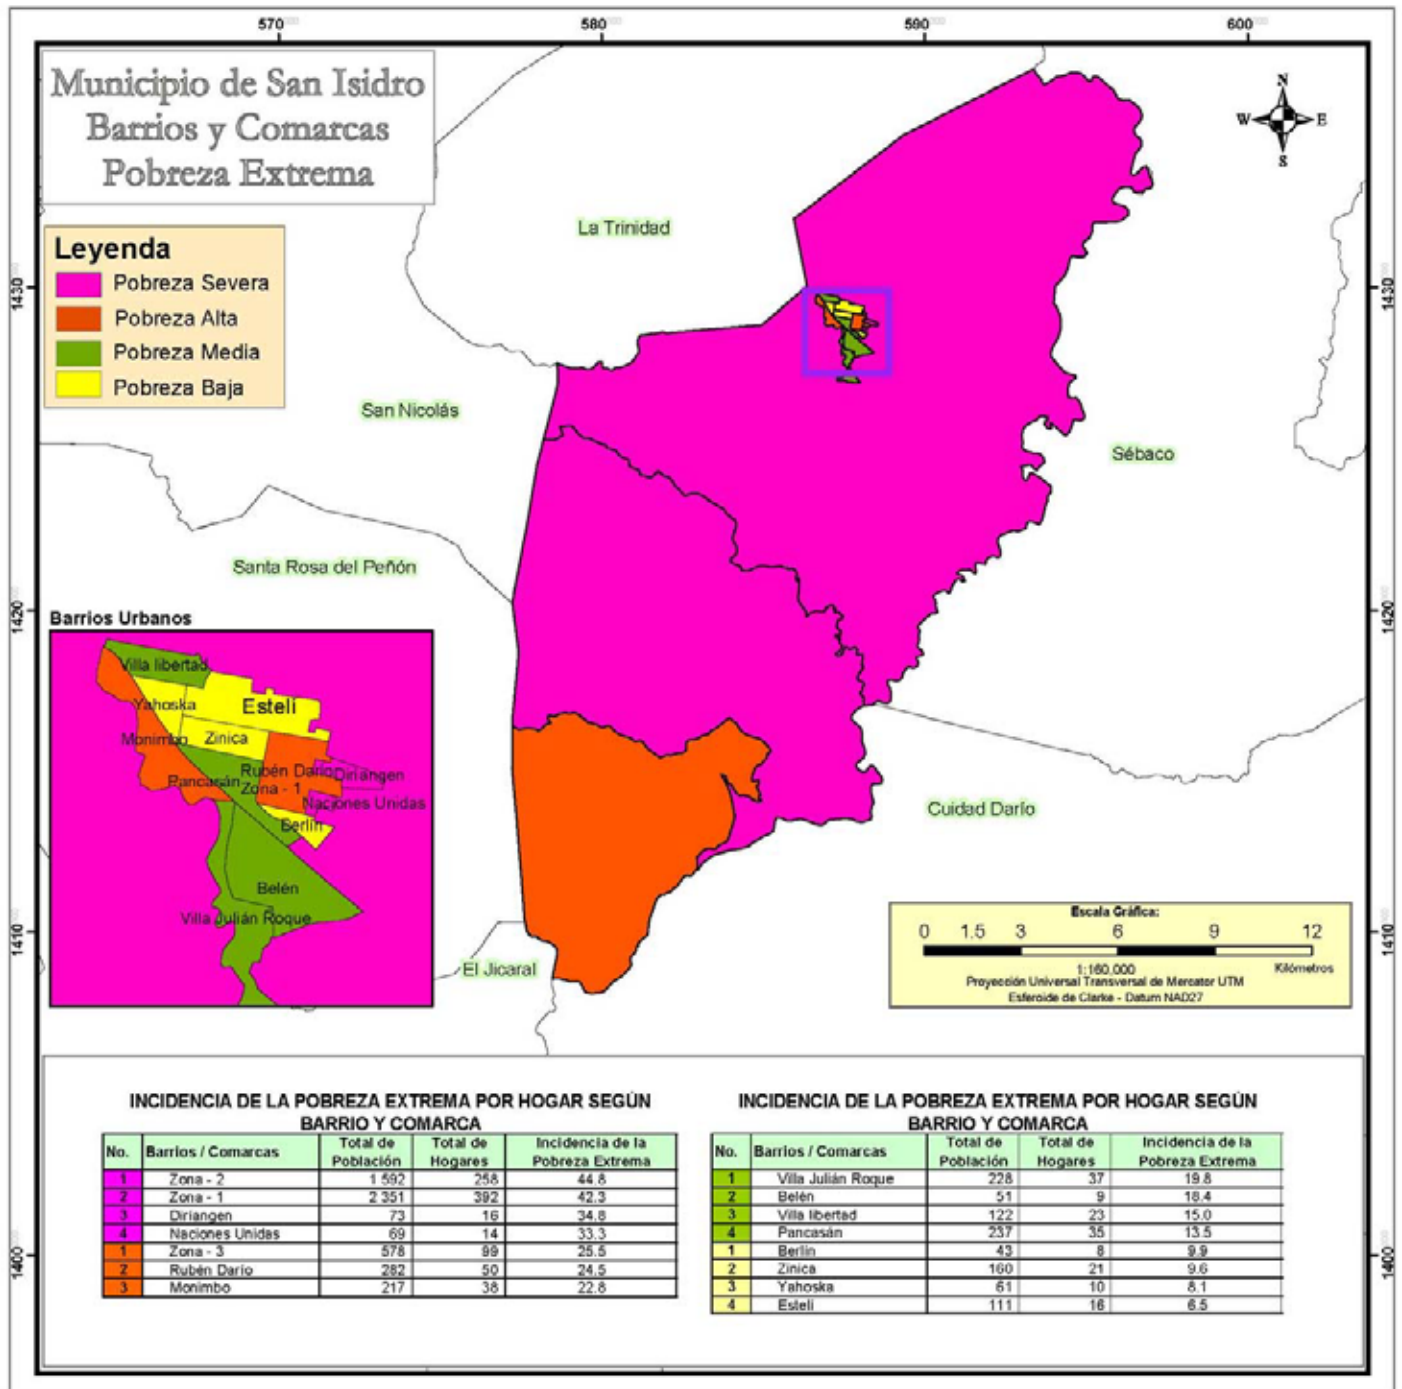 570000
580000
590000
600000
Municipio de San Isidro
Barrios y Comarcas
Pobreza Extrema
N
W
E
S
Leyenda
Pobreza Severa
Pobreza Alta
Pobreza Media
Pobreza Baja
La Trinidad
San Nicolás
Sébaco
Santa Rosa del Peñón
Cuidad Darío
El Jicaral
1430
1430
1420
1420
1410
1410
1400
1400
Barrios Urbanos
Villa libertad
Yahoska
Estelí
Monimbo
Zinica
Pancasán
Rubén Darío
Diriangen
Zona - 1
Naciones Unidas
Berlín
Belén
Villa Julián Roque
Escala Gráfica:
0 1.5 3 6 9 12
1:160,000
Kilómetros
Proyección Universal Transversal de Mercator UTM
Esferoide de Clarke - Datum NAD27
INCIDENCIA DE LA POBREZA EXTREMA POR HOGAR SEGÚN
BARRIO Y COMARCA
No. Barrios / Comarcas Total de Población Total de Hogares Incidencia de la Pobreza Extrema
1 Zona - 2 1 592 258 44.8
2 Zona - 1 2 351 392 42.3
3 Diriangen 73 16 34.8
4 Naciones Unidas 69 14 33.3
1 Zona - 3 578 99 25.5
2 Rubén Darío 282 50 24.5
3 Monimbo 217 38 22.8
INCIDENCIA DE LA POBREZA EXTREMA POR HOGAR SEGÚN
BARRIO Y COMARCA
No. Barrios / Comarcas Total de Población Total de Hogares Incidencia de la Pobreza Extrema
1 Villa Julián Roque 228 37 19.8
2 Belén 51 9 18.4
3 Villa libertad 122 23 15.0
4 Pancasán 237 35 13.5
1 Berlín 43 8 9.9
2 Zinica 160 21 9.6
3 Yahoska 61 10 8.1
4 Estelí 111 16 6.5